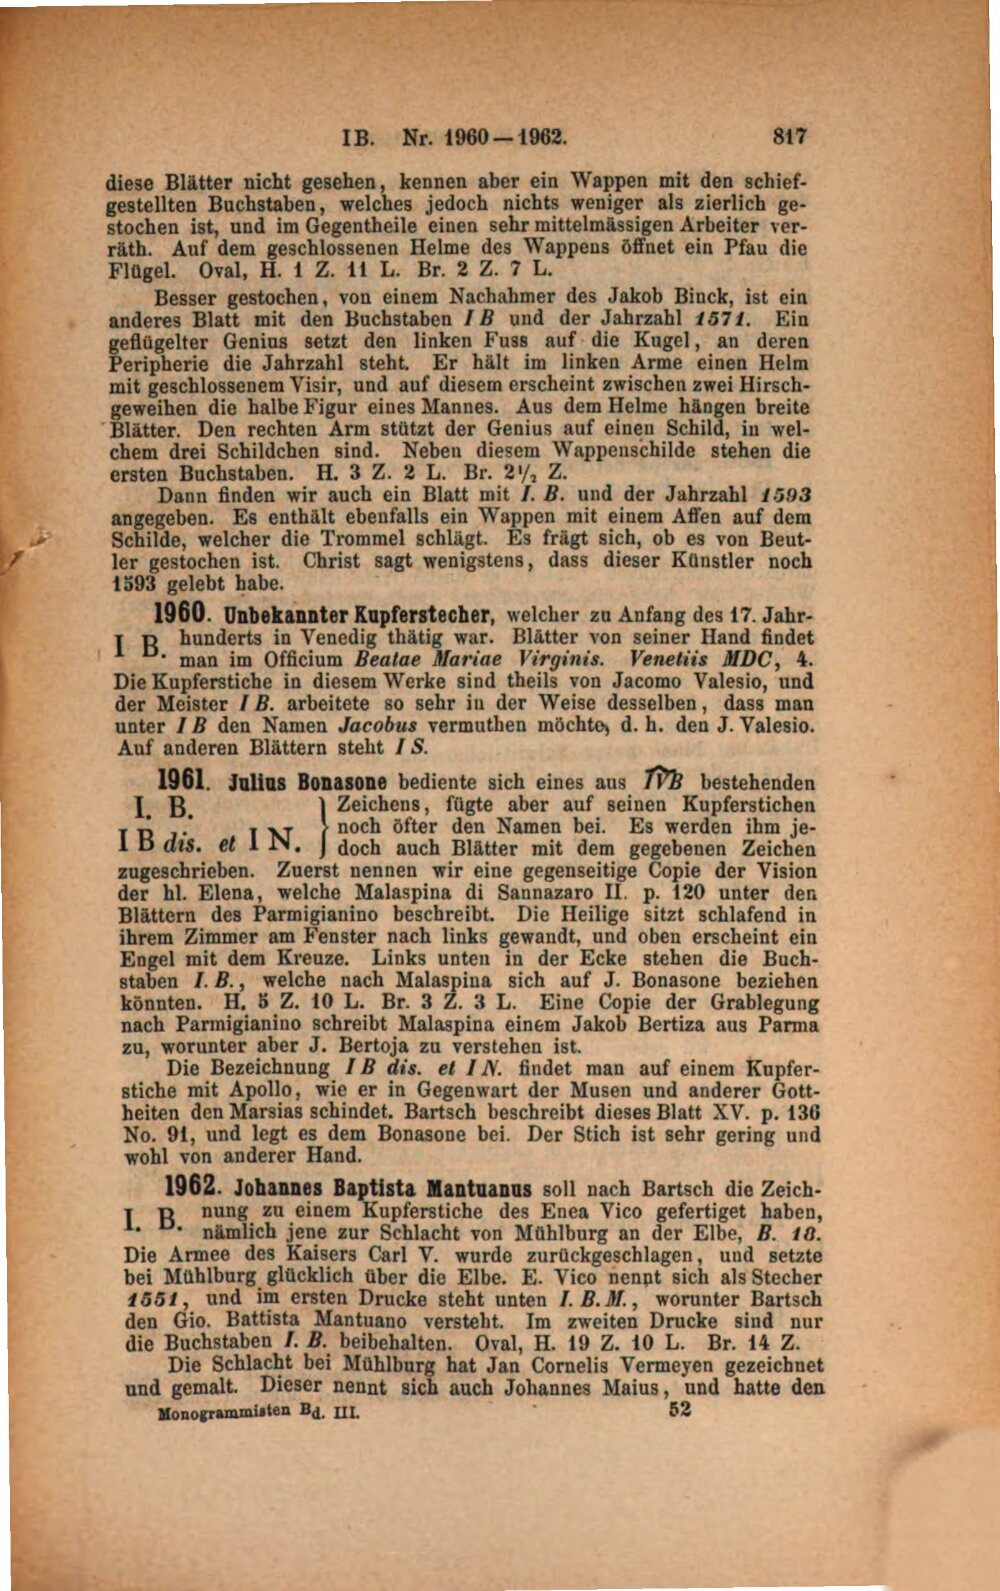 IB. Nr. 1960—1962. 817
diese Blätter nicht gesehen, kennen aber ein Wappen mit den schief-
gestellten Buchstaben, welches jedoch nichts weniger als zierlich ge-
stochen ist, und im Gegentheile einen sehr mittelmässigen Arbeiter ver-
räth. Auf dem geschlossenen Helme des Wappens öffnet ein Pfau die
Flügel. Oval, H. 1 Z. 11 L. Br. 2 Z. 7 L.
Besser gestochen, von einem Nachahmer des Jakob Binck, ist ein
anderes Blatt mit den Buchstaben I B und der Jahrzahl 1571. Ein
geflügelter Genius setzt den linken Fuss auf die Kugel, an deren
Peripherie die Jahrzahl steht. Er hält im linken Arme einen Helm
mit geschlossenem Visir, und auf diesem erscheint zwischen zwei Hirsch-
geweihen die halbe Figur eines Mannes. Aus dem Helme hängen breite
Blätter. Den rechten Arm stützt der Genius auf einen Schild, in wel-
chem drei Schildchen sind. Neben diesem Wappenschilde stehen die
ersten Buchstaben. H. 3 Z. 2 L. Br. 2½ Z.
Dann finden wir auch ein Blatt mit I. B. und der Jahrzahl 1593
angegeben. Es enthält ebenfalls ein Wappen mit einem Affen auf dem
Schilde, welcher die Trommel schlägt. Es frägt sich, ob es von Beut-
ler gestochen ist. Christ sagt wenigstens, dass dieser Künstler noch
1593 gelebt habe.
1960. Unbekannter Kupferstecher, welcher zu Anfang des 17. Jahr-
I B. hunderts in Venedig thätig war. Blätter von seiner Hand findet
man im Officium Beatae Mariae Virginis. Venetiis MDC, 4.
Die Kupferstiche in diesem Werke sind theils von Jacomo Valesio, und
der Meister I B. arbeitete so sehr in der Weise desselben, dass man
unter I B den Namen Jacobus vermuthen möchte, d. h. den J. Valesio.
Auf anderen Blättern steht I S.
1961. Julius Bonasone bediente sich eines aus IVB bestehenden
I. B. } Zeichens, fügte aber auf seinen Kupferstichen
noch öfter den Namen bei. Es werden ihm je-
I B dis. et I N. doch auch Blätter mit dem gegebenen Zeichen
zugeschrieben. Zuerst nennen wir eine gegenseitige Copie der Vision
der hl. Elena, welche Malaspina di Sannazaro II. p. 120 unter den
Blättern des Parmigianino beschreibt. Die Heilige sitzt schlafend in
ihrem Zimmer am Fenster nach links gewandt, und oben erscheint ein
Engel mit dem Kreuze. Links unten in der Ecke stehen die Buch-
staben I. B., welche nach Malaspina sich auf J. Bonasone beziehen
könnten. H. 5 Z. 10 L. Br. 3 Z. 3 L. Eine Copie der Grablegung
nach Parmigianino schreibt Malaspina einem Jakob Bertiza aus Parma
zu, worunter aber J. Bertoja zu verstehen ist.
Die Bezeichnung I B dis. et I N. findet man auf einem Kupfer-
stiche mit Apollo, wie er in Gegenwart der Musen und anderer Gott-
heiten den Marsias schindet. Bartsch beschreibt dieses Blatt XV. p. 136
No. 91, und legt es dem Bonasone bei. Der Stich ist sehr gering und
wohl von anderer Hand.
1962. Johannes Baptista Mantuanus soll nach Bartsch die Zeich-
I. B. nung zu einem Kupferstiche des Enea Vico gefertiget haben,
nämlich jene zur Schlacht von Mühlburg an der Elbe, B. 18.
Die Armee des Kaisers Carl V. wurde zurückgeschlagen, und setzte
bei Mühlburg glücklich über die Elbe. E. Vico nennt sich als Stecher
1551, und im ersten Drucke steht unten I. B. M., worunter Bartsch
den Gio. Battista Mantuano versteht. Im zweiten Drucke sind nur
die Buchstaben I. B. beibehalten. Oval, H. 19 Z. 10 L. Br. 14 Z.
Die Schlacht bei Mühlburg hat Jan Cornelis Vermeyen gezeichnet
und gemalt. Dieser nennt sich auch Johannes Maius, und hatte den
Monogrammisten Bd. III. 52